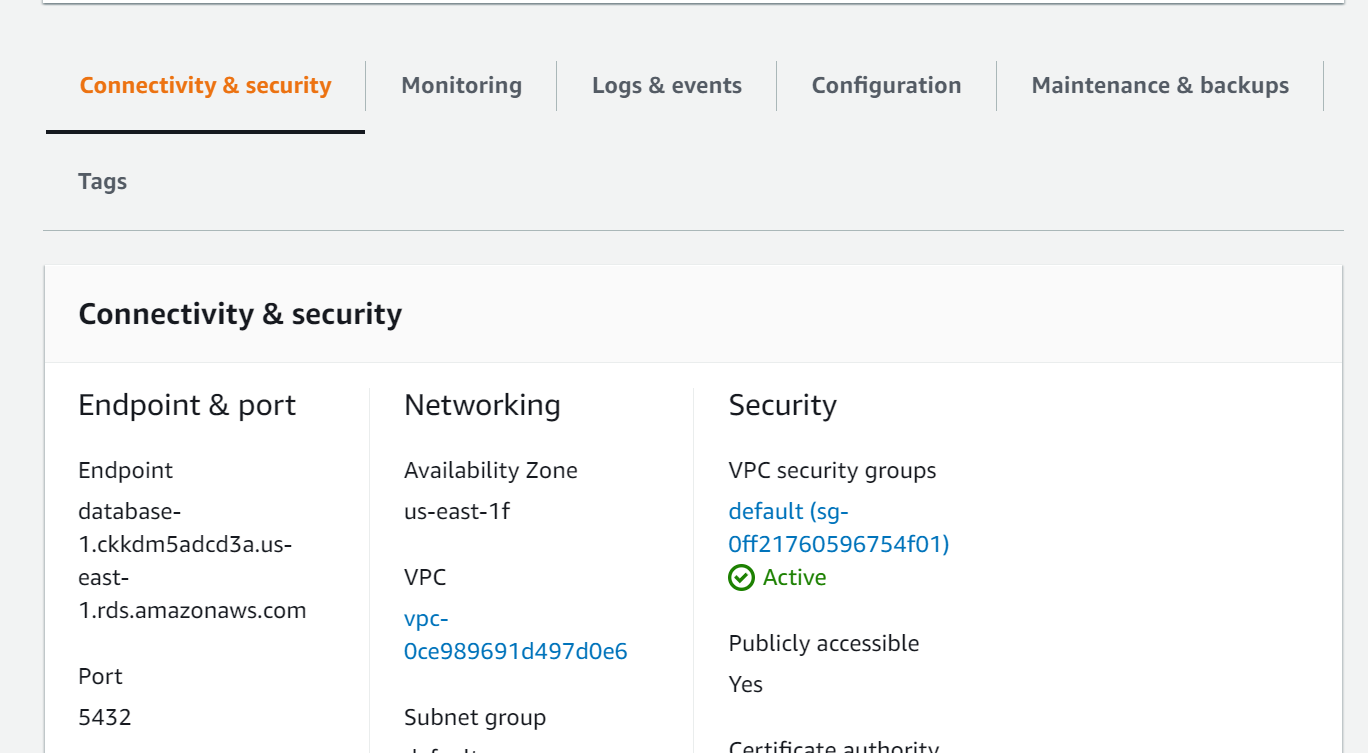 Connectivity & security
Monitoring
Logs & events
Configuration
Maintenance & backups
Tags
Connectivity & security
Endpoint & port
Endpoint
database-
1.ckkdm5adcd3a.us-
east-
1.rds.amazonaws.com
Port
5432
Networking
Availability Zone
us-east-1f
VPC
vpc-
0ce989691d497d0e6
Subnet group
Security
VPC security groups
default (sg-
0ff21760596754f01)
Active
Publicly accessible
Yes
Certificate authority